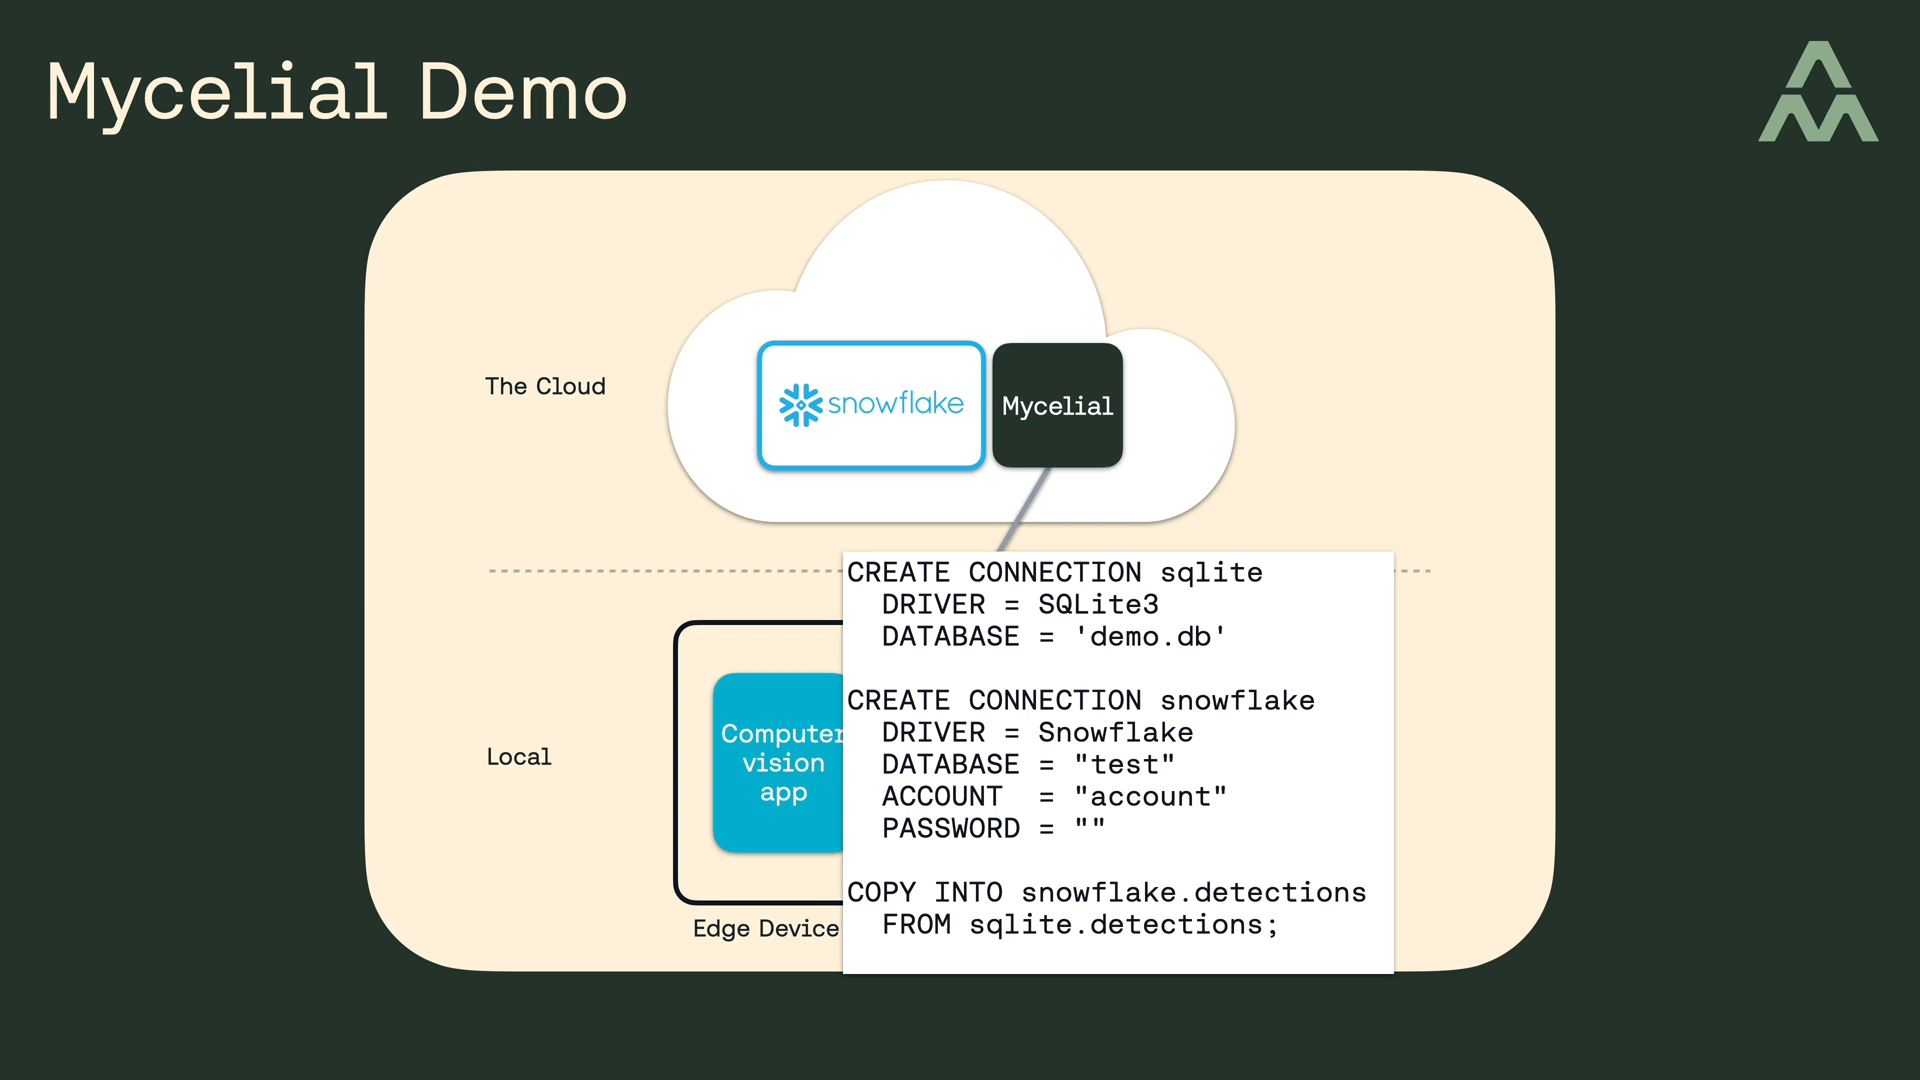 Mycelial Demo
The Cloud
snowflake
Mycelial
CREATE CONNECTION sqlite
  DRIVER = SQLite3
  DATABASE = 'demo.db'
CREATE CONNECTION snowflake
  DRIVER = Snowflake
  DATABASE = "test"
  ACCOUNT  = "account"
  PASSWORD = ""
COPY INTO snowflake.detections
  FROM sqlite.detections;
Local
Computer
vision
app
Edge Device